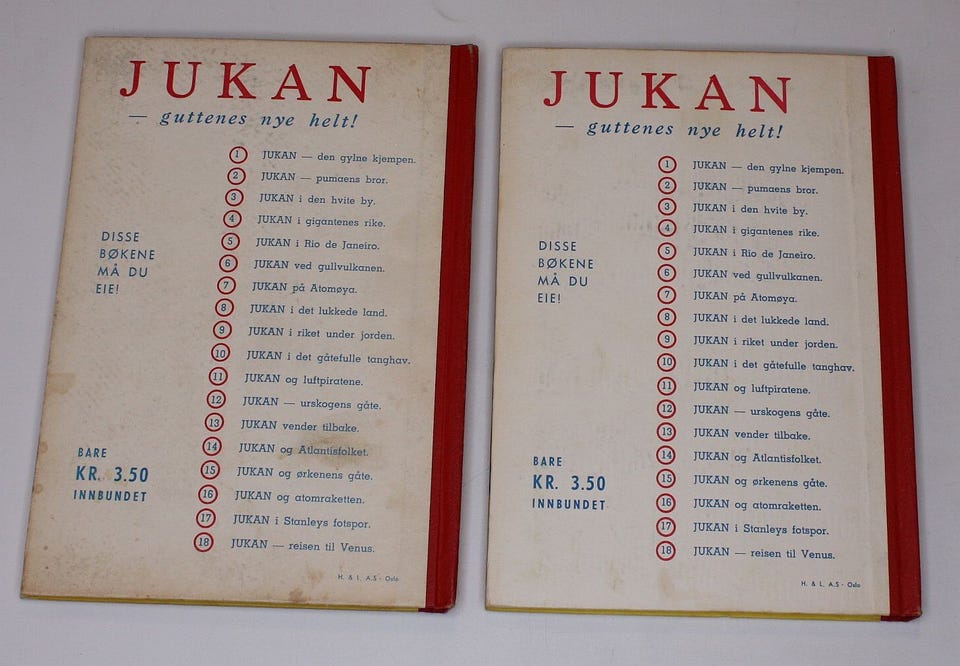 JUKAN
— guttenes nye helt!
1 JUKAN — den gylne kjempen.
2 JUKAN — pumaens bror.
3 JUKAN i den hvite by.
4 JUKAN i gigantenes rike.
5 JUKAN i Rio de Janeiro.
6 JUKAN ved gullvulkanen.
7 JUKAN på Atomøya.
8 JUKAN i det lukkede land.
9 JUKAN i riket under jorden.
10 JUKAN i det gåtefulle tanghav.
11 JUKAN og luftpiratene.
12 JUKAN — urskogens gåte.
13 JUKAN vender tilbake.
14 JUKAN og Atlantisfolket.
15 JUKAN og ørkenens gåte.
16 JUKAN og atomraketten.
17 JUKAN i Stanleys fotspor.
18 JUKAN — reisen til Venus.
DISSE
BØKENE
MÅ DU
EIE!
BARE
KR. 3.50
INNBUNDET
H. & L. A.S - Oslo
JUKAN
— guttenes nye helt!
1 JUKAN — den gylne kjempen.
2 JUKAN — pumaens bror.
3 JUKAN i den hvite by.
4 JUKAN i gigantenes rike.
5 JUKAN i Rio de Janeiro.
6 JUKAN ved gullvulkanen.
7 JUKAN på Atomøya.
8 JUKAN i det lukkede land.
9 JUKAN i riket under jorden.
10 JUKAN i det gåtefulle tanghav.
11 JUKAN og luftpiratene.
12 JUKAN — urskogens gåte.
13 JUKAN vender tilbake.
14 JUKAN og Atlantisfolket.
15 JUKAN og ørkenens gåte.
16 JUKAN og atomraketten.
17 JUKAN i Stanleys fotspor.
18 JUKAN — reisen til Venus.
DISSE
BØKENE
MÅ DU
EIE!
BARE
KR. 3.50
INNBUNDET
H. & L. A.S - Oslo